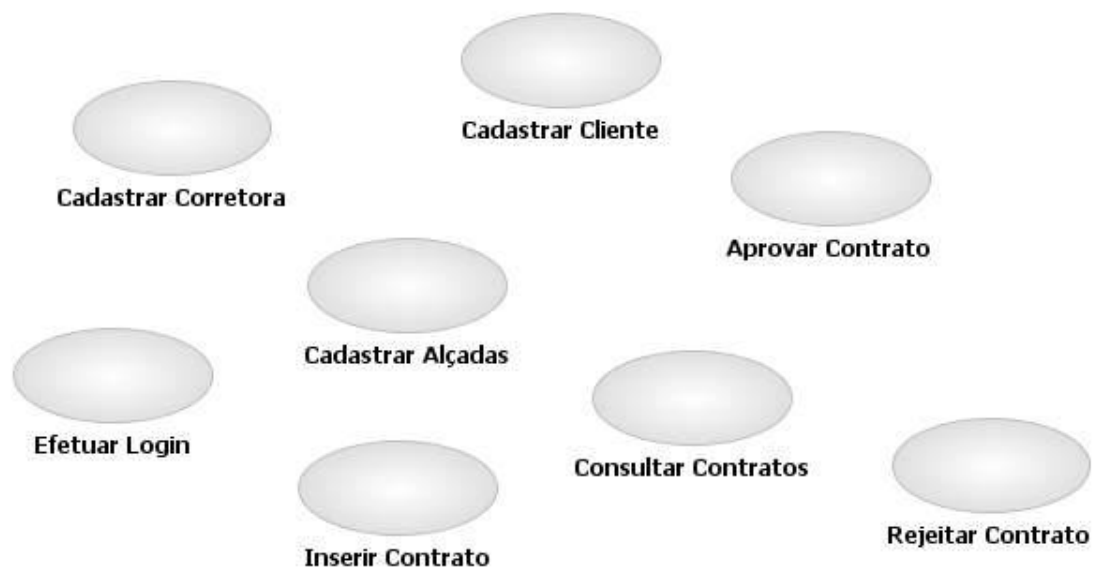 Cadastrar Cliente
Cadastrar Corretora
Aprovar Contrato
Cadastrar Alçadas
Efetuar Login
Consultar Contratos
Rejeitar Contrato
Inserir Contrato